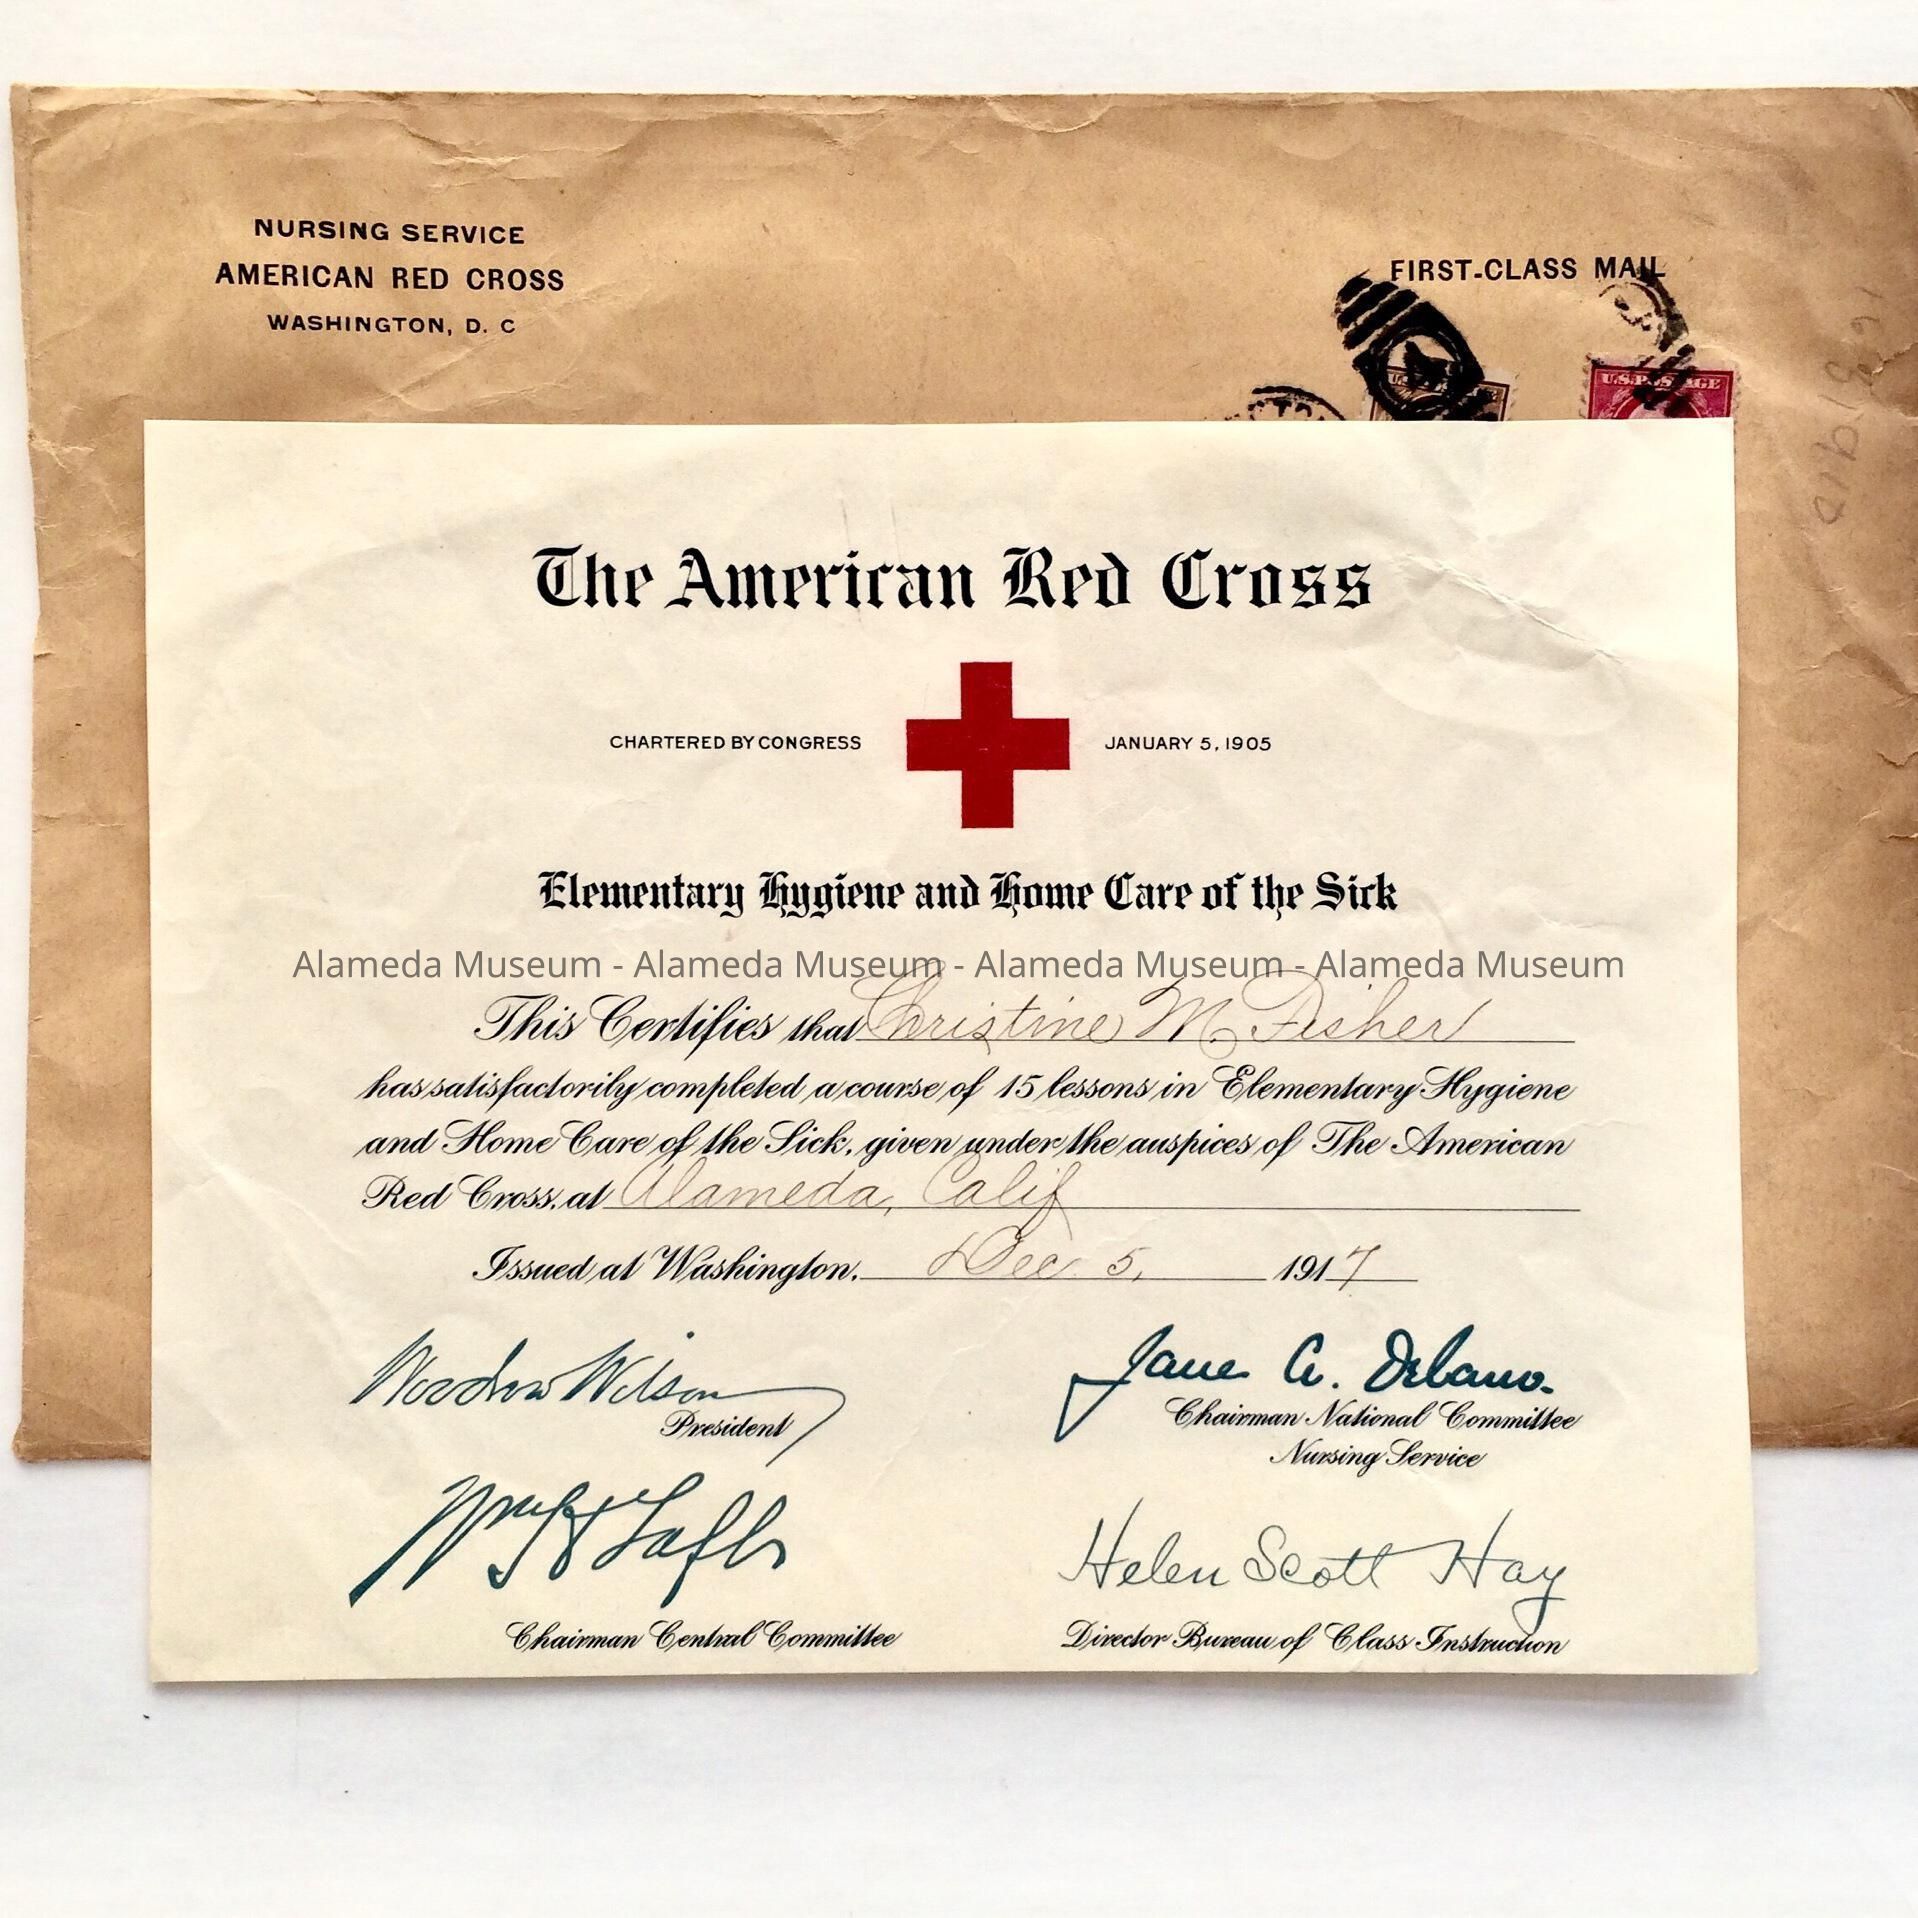 NURSING SERVICE
AMERICAN RED CROSS
WASHINGTON, D. C
FIRST-CLASS MAIL
U.S. POSTAGE
The American Red Cross
CHARTERED BY CONGRESS JANUARY 5, 1905
Elementary Hygiene and Home Care of the Sick
Alameda Museum - Alameda Museum - Alameda Museum - Alameda Museum
This Certifies that Christine M. Fisher
has satisfactorily completed a course of 15 lessons in Elementary Hygiene
and Home Care of the Sick, given under the auspices of The American
Red Cross, at Alameda, Calif
Issued at Washington, Dec. 5, 1917
Woodrow Wilson
President
Jane A. Delano.
Chairman National Committee
Nursing Service
Wm H Taft
Chairman Central Committee
Helen Scott Hay
Director Bureau of Class Instruction